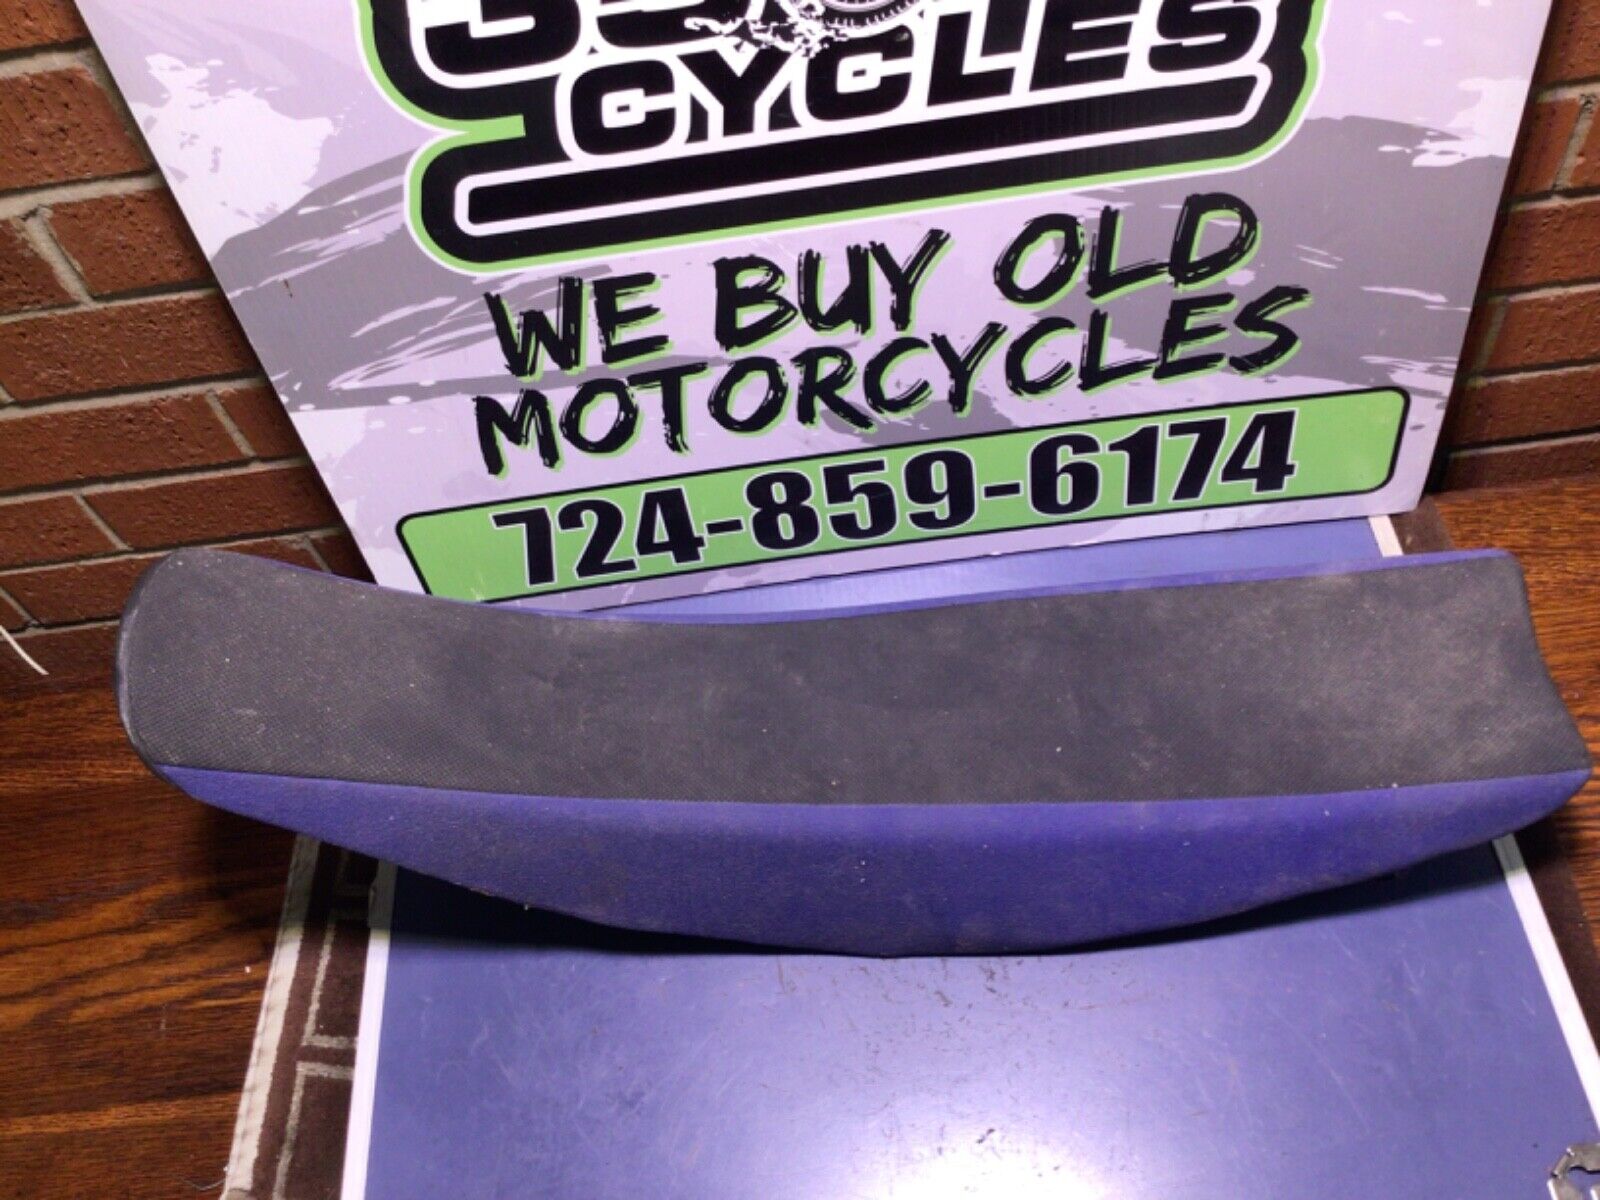 CYCLES
WE BUY OLD
MOTORCYCLES
724-859-6174